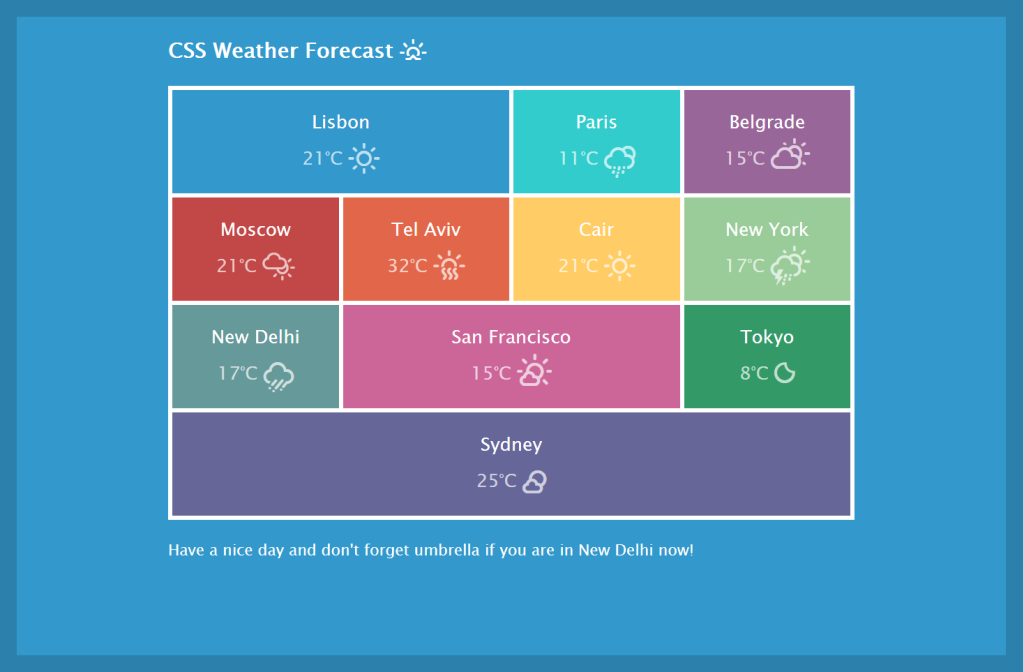 CSS Weather Forecast
Lisbon
21°C
Paris
11°C
Belgrade
15°C
Moscow
21°C
Tel Aviv
32°C
Cair
21°C
New York
17°C
New Delhi
17°C
San Francisco
15°C
Tokyo
8°C
Sydney
25°C
Have a nice day and don't forget umbrella if you are in New Delhi now!